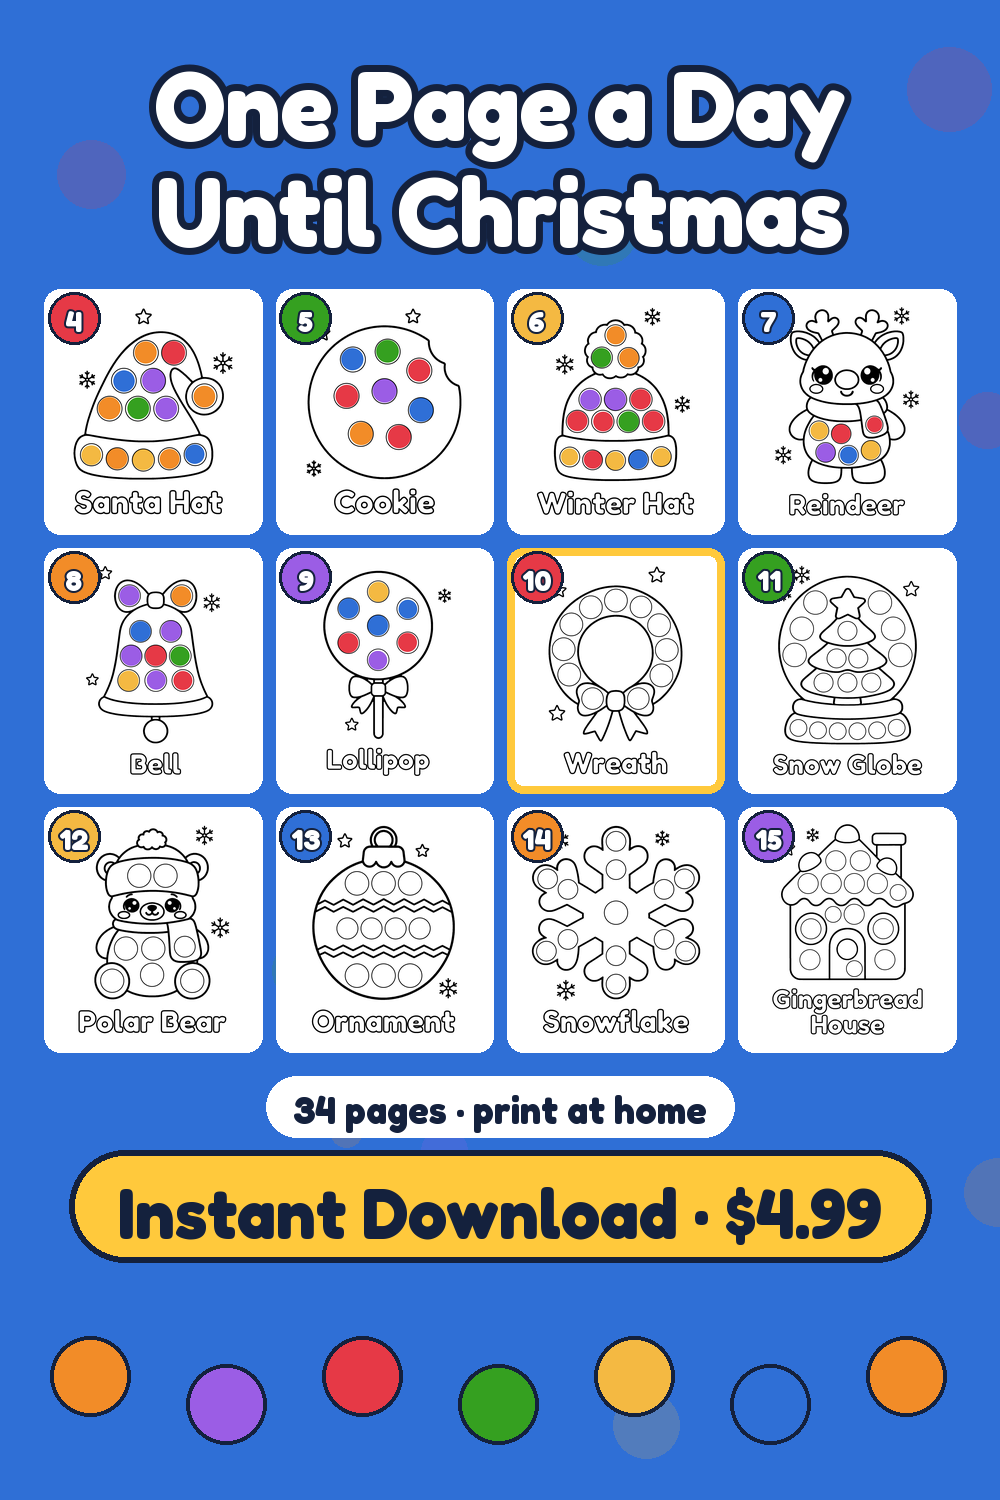 One Page a Day
Until Christmas
4
Santa Hat
5
Cookie
6
Winter Hat
7
Reindeer
8
Bell
9
Lollipop
10
Wreath
11
Snow Globe
12
Polar Bear
13
Ornament
14
Snowflake
15
Gingerbread
House
34 pages · print at home
Instant Download · $4.99